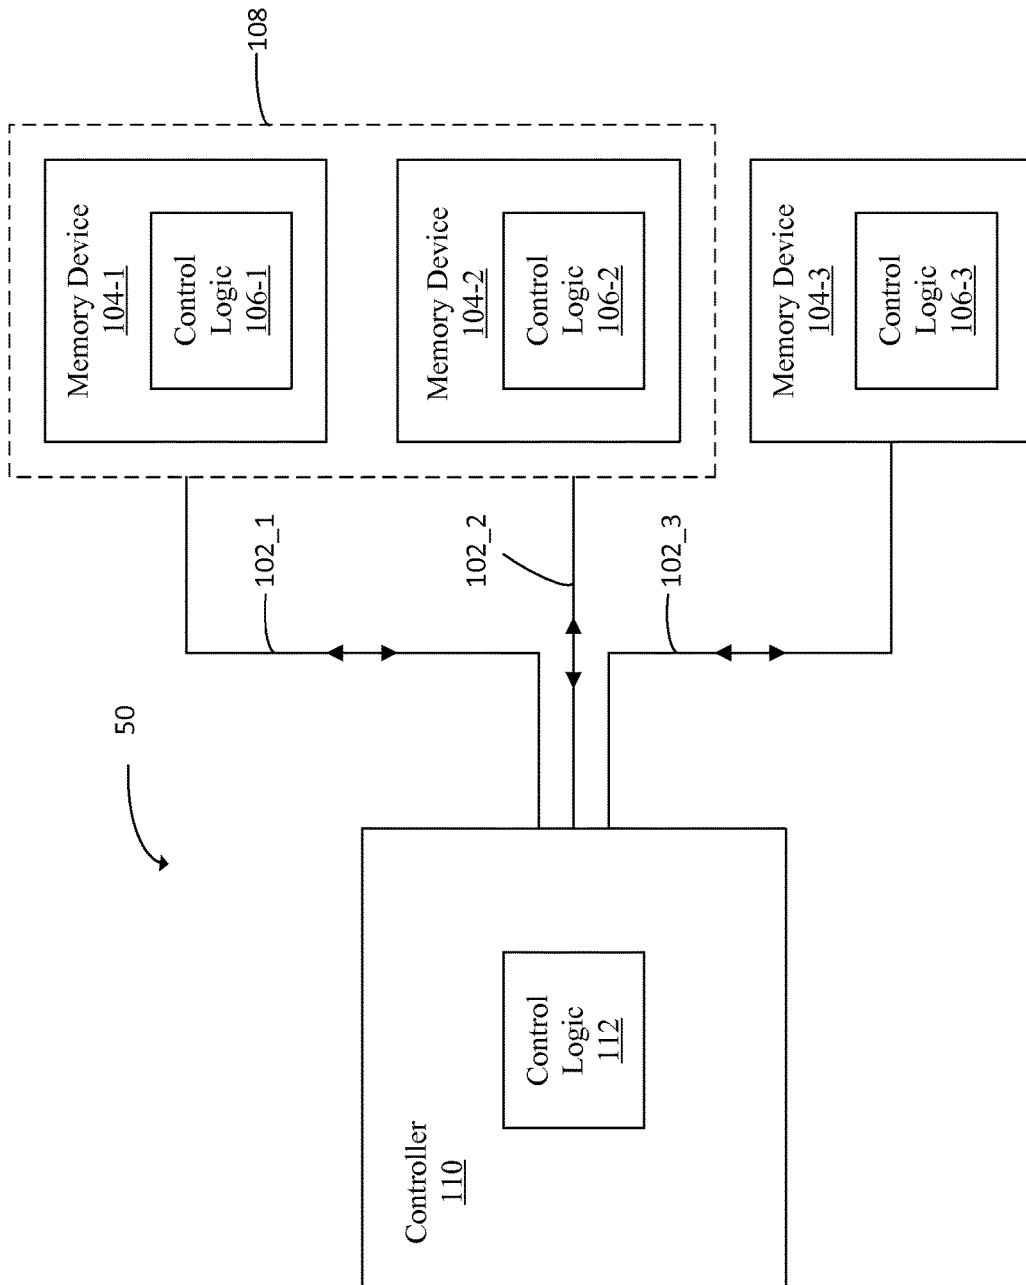 50
108
Controller
110
Control
Logic
112
102_1
102_2
102_3
Memory Device
104-1
Control
Logic
106-1
Memory Device
104-2
Control
Logic
106-2
Memory Device
104-3
Control
Logic
106-3